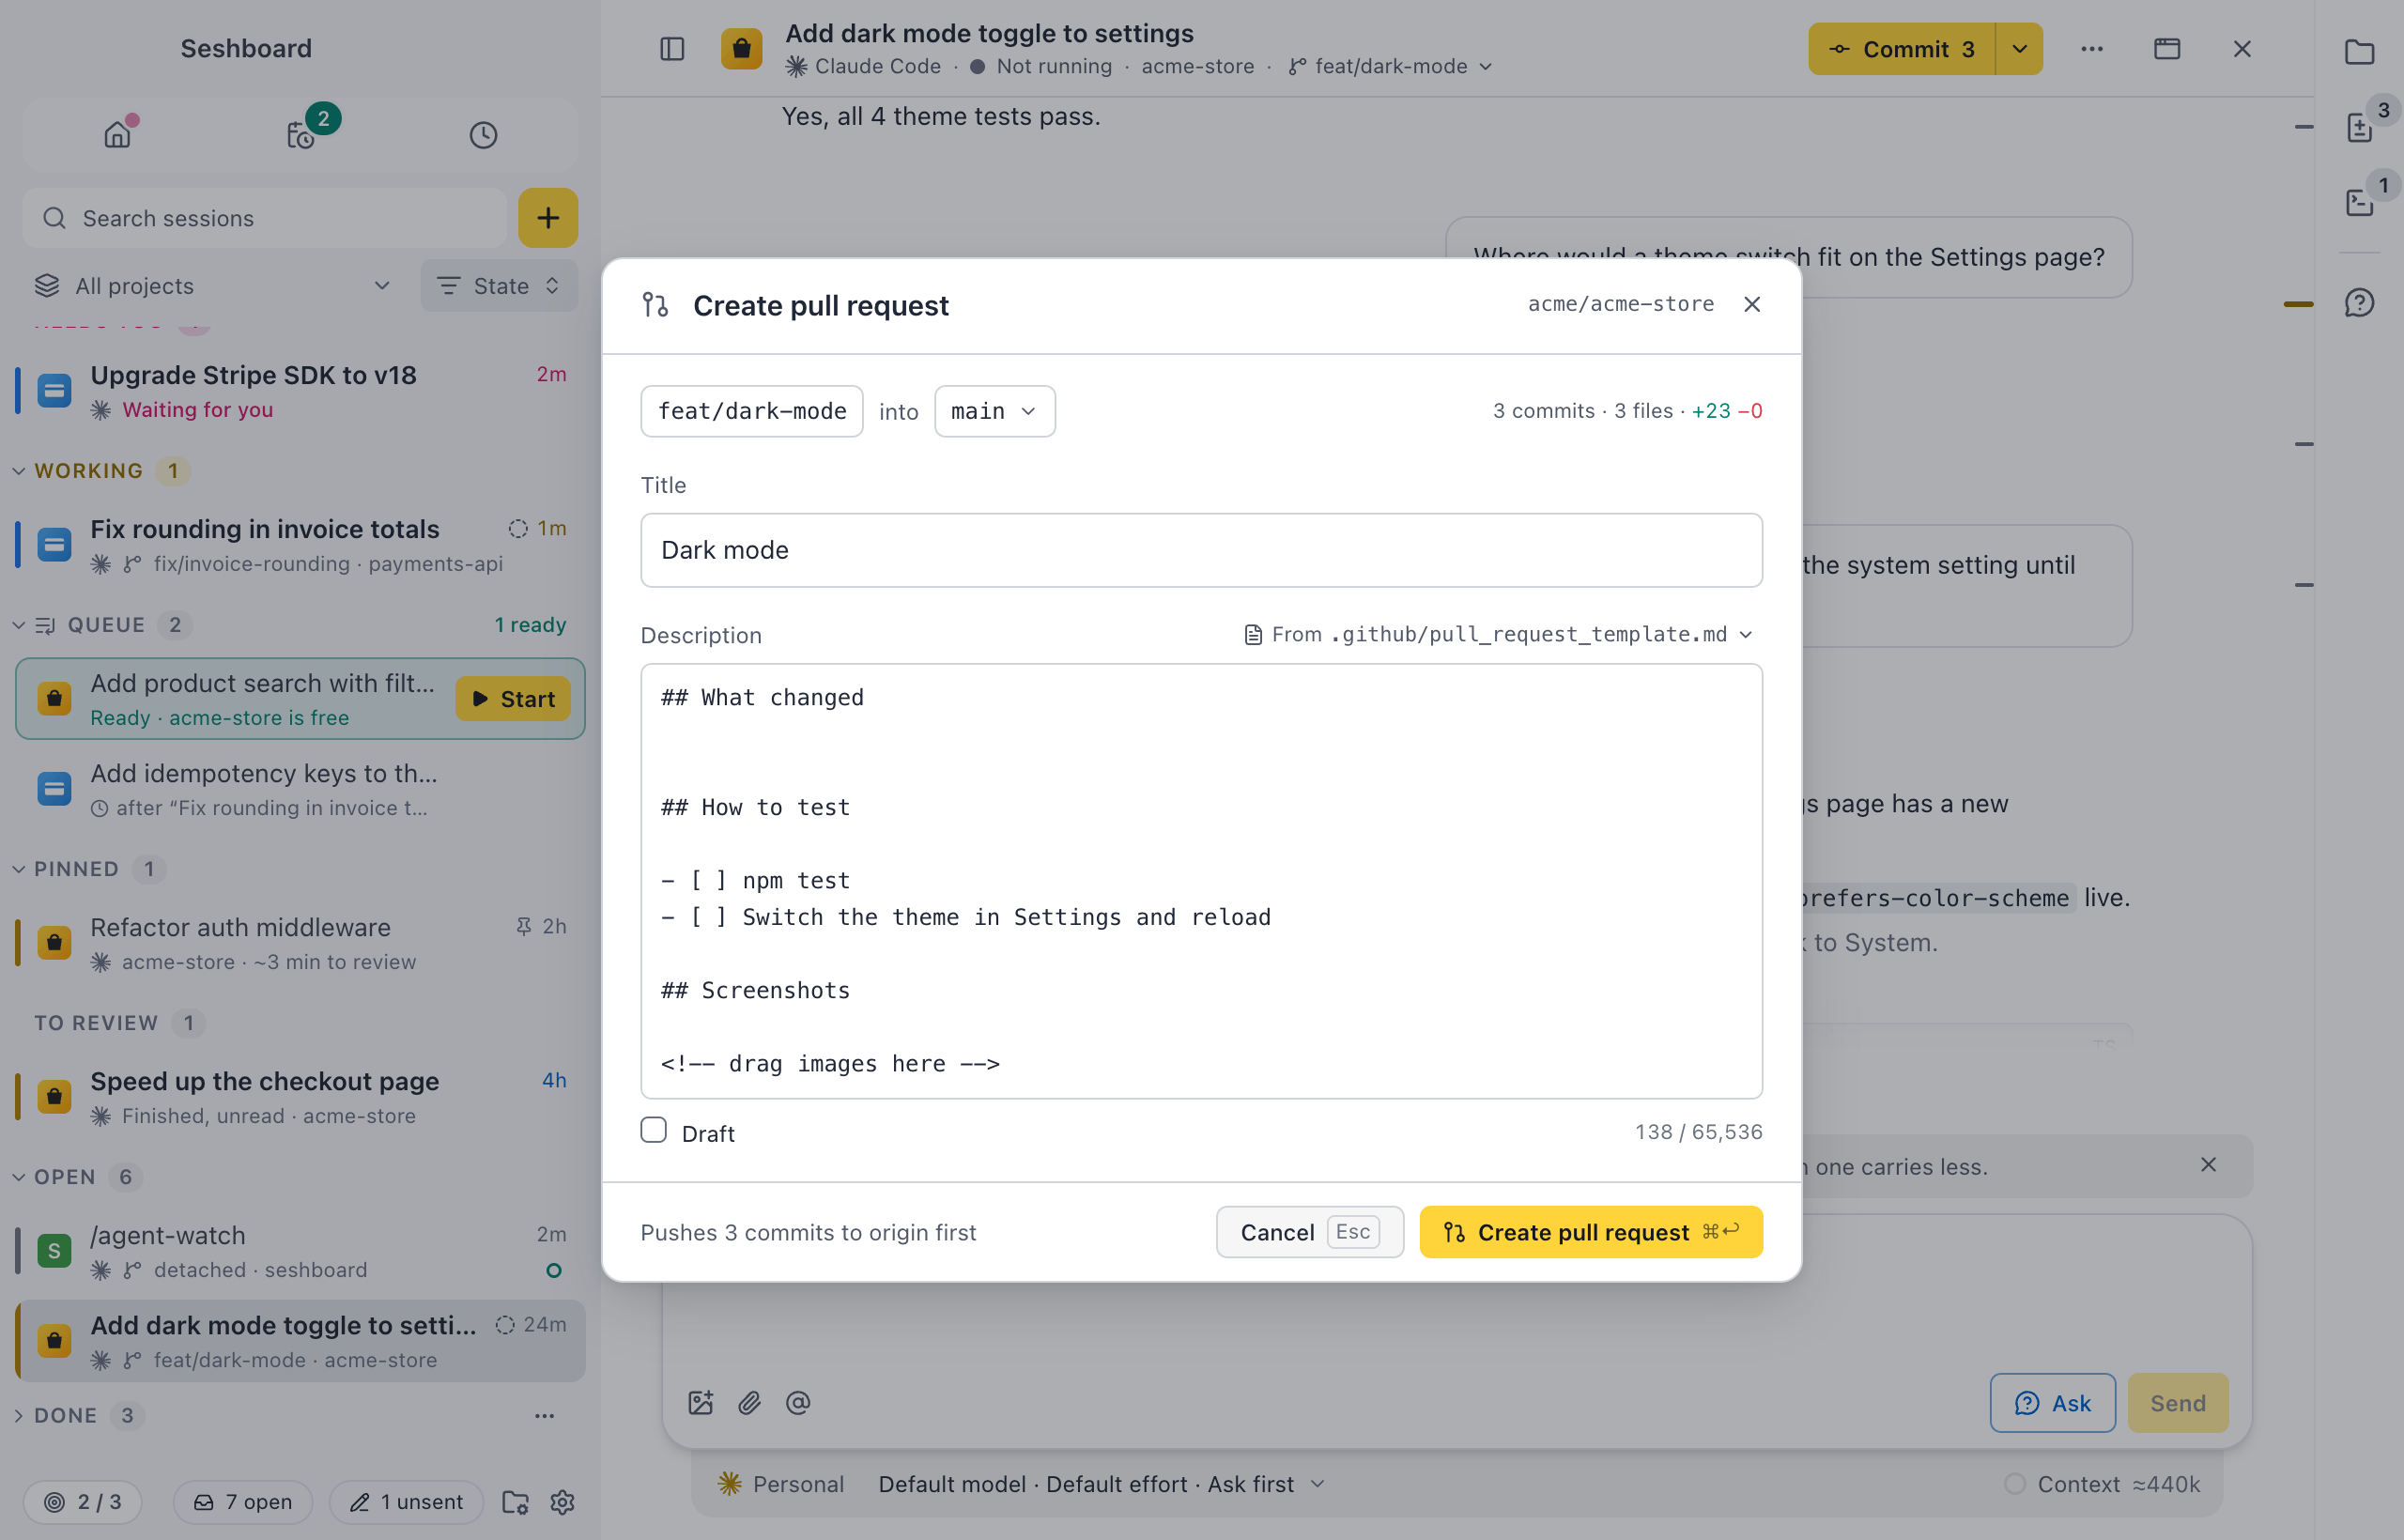 Seshboard
2
Search sessions
All projects
State
Upgrade Stripe SDK to v18
2m
Waiting for you
WORKING 1
Fix rounding in invoice totals
1m
fix/invoice-rounding · payments-api
QUEUE 2
1 ready
Add product search with filt...
Start
Ready · acme-store is free
Add idempotency keys to th...
after “Fix rounding in invoice t...
PINNED 1
Refactor auth middleware
2h
acme-store · ~3 min to review
TO REVIEW 1
Speed up the checkout page
4h
Finished, unread · acme-store
OPEN 6
S
/agent-watch
2m
detached · seshboard
Add dark mode toggle to setti...
24m
feat/dark-mode · acme-store
DONE 3
2 / 3
7 open
1 unsent
Add dark mode toggle to settings
Claude Code · Not running · acme-store · feat/dark-mode
Commit 3
3
1
Yes, all 4 theme tests pass.
Where would a theme switch fit on the Settings page?
the system setting until
page has a new
prefers-color-scheme live.
to System.
one carries less.
Create pull request
acme/acme-store
feat/dark-mode into main
3 commits · 3 files · +23 −0
Title
Dark mode
Description
From .github/pull_request_template.md
## What changed
## How to test
- [ ] npm test
- [ ] Switch the theme in Settings and reload
## Screenshots
<!-- drag images here -->
Draft
138 / 65,536
Pushes 3 commits to origin first
Cancel Esc
Create pull request ⌘↩
Ask
Send
Personal
Default model · Default effort · Ask first
Context ≈440k